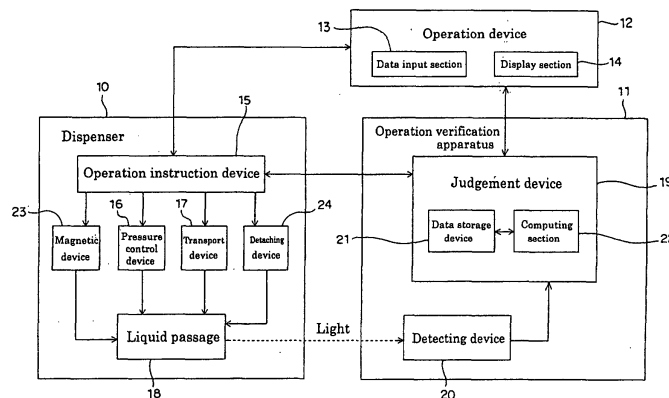 12
13
Operation device
14
Data input section
Display section
10
15
11
Dispenser
Operation verification
apparatus
Operation instruction device
Judgement device
19
23
16
17
24
Magnetic
device
Pressure
control
device
Transport
device
Detaching
device
21
Data storage
device
Computing
section
22
Liquid passage
Light
Detecting device
18
20